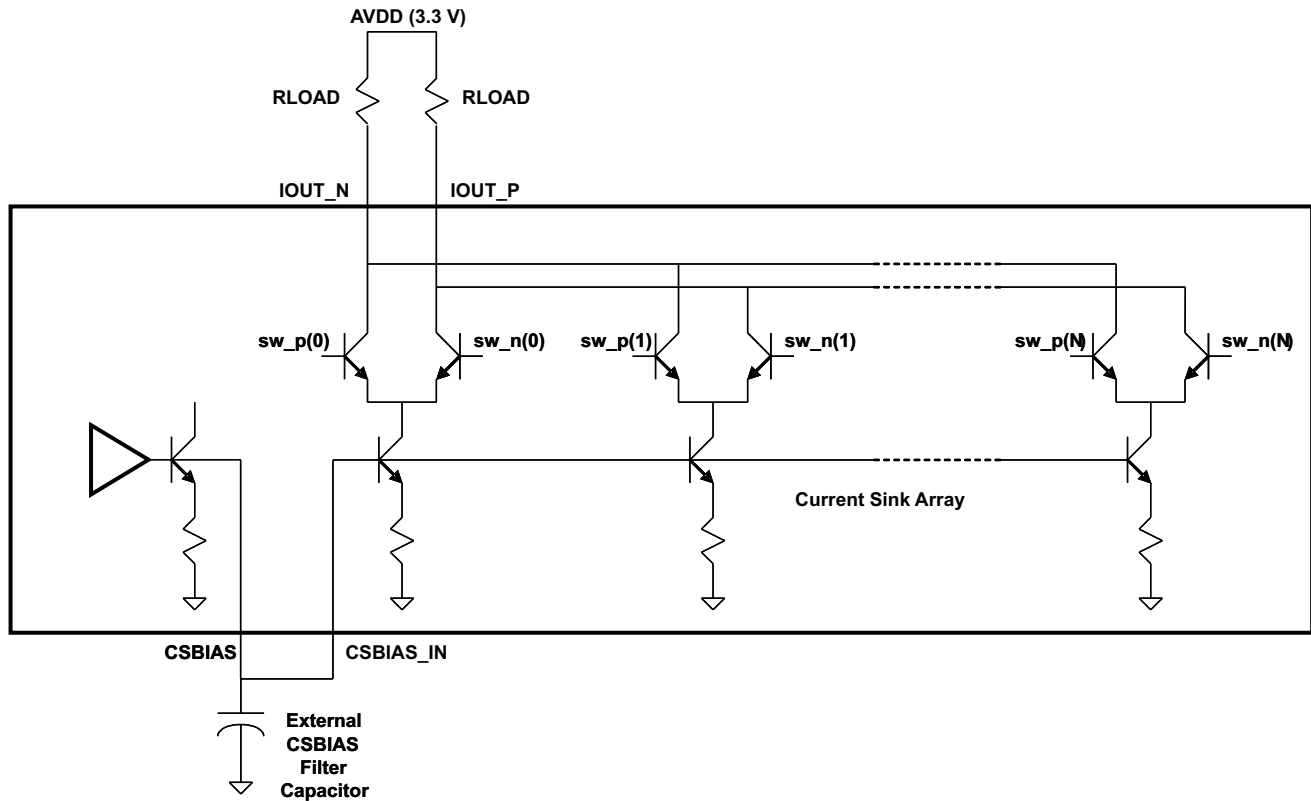 AVDD (3.3 V)
RLOAD
RLOAD
IOUT_N
IOUT_P
sw_p(0)
sw_n(0)
sw_p(1)
sw_n(1)
sw_p(N)
sw_n(N)
Current Sink Array
CSBIAS
CSBIAS_IN
External
CSBIAS
Filter
Capacitor